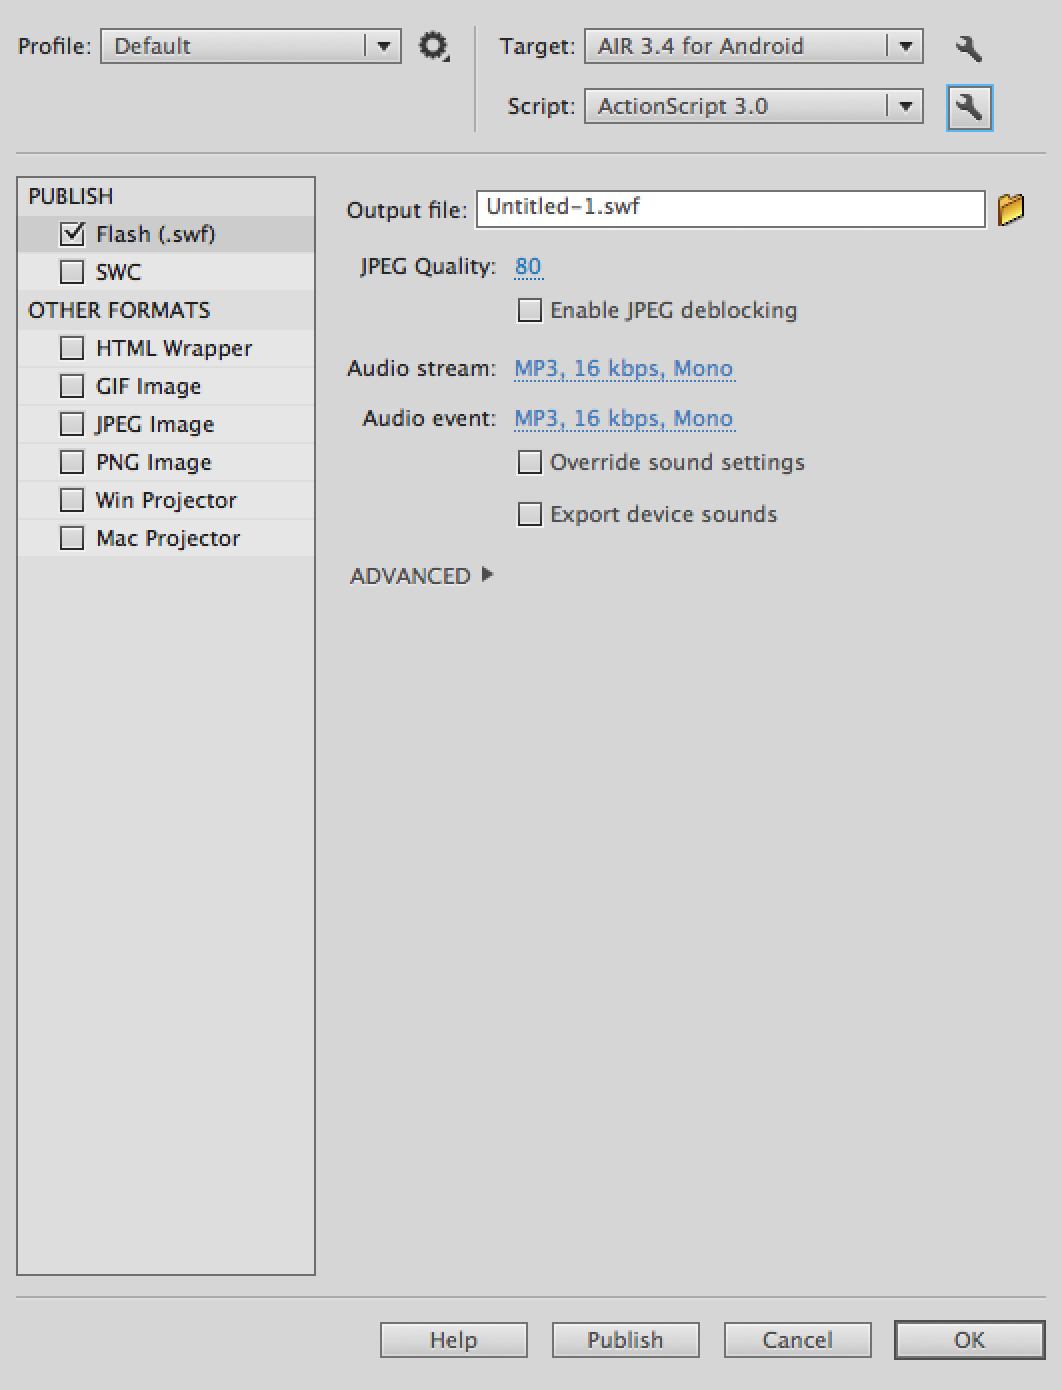 Profile: Default
Target: AIR 3.4 for Android
Script: ActionScript 3.0
PUBLISH
Flash (.swf)
SWC
OTHER FORMATS
HTML Wrapper
GIF Image
JPEG Image
PNG Image
Win Projector
Mac Projector
Output file: Untitled-1.swf
JPEG Quality: 80
Enable JPEG deblocking
Audio stream: MP3, 16 kbps, Mono
Audio event: MP3, 16 kbps, Mono
Override sound settings
Export device sounds
ADVANCED
Help Publish Cancel OK